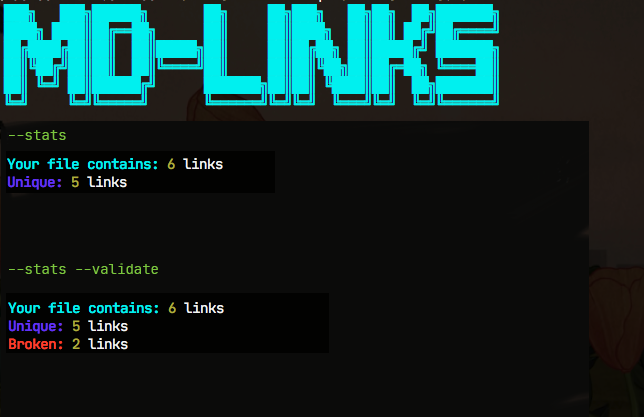 MD-LINKS
--stats
Your file contains: 6 links
Unique: 5 links
--stats --validate
Your file contains: 6 links
Unique: 5 links
Broken: 2 links